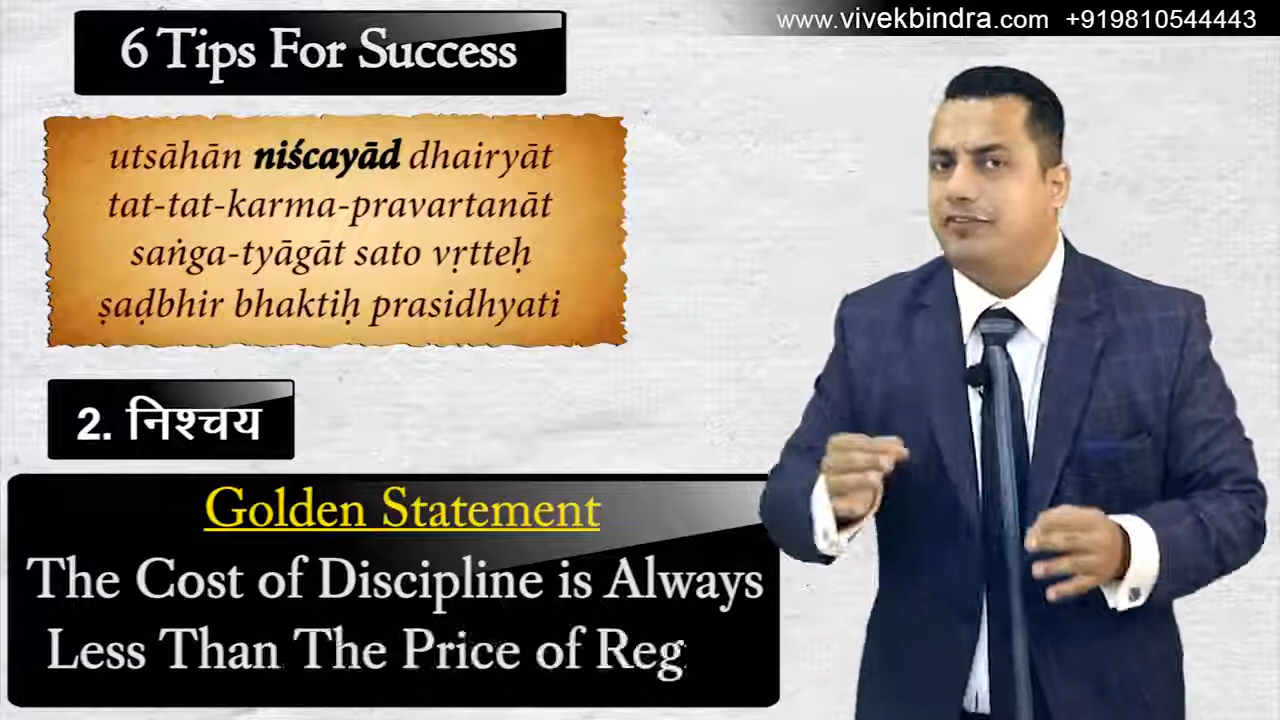 www.vivekbindra.com +919810544443
6 Tips For Success
utsāhān niścayād dhairyāt
tat-tat-karma-pravartanāt
saṅga-tyāgāt sato vṛtteḥ
ṣaḍbhir bhaktiḥ prasidhyati
2. निश्चय
Golden Statement
The Cost of Discipline is Always
Less Than The Price of Reg